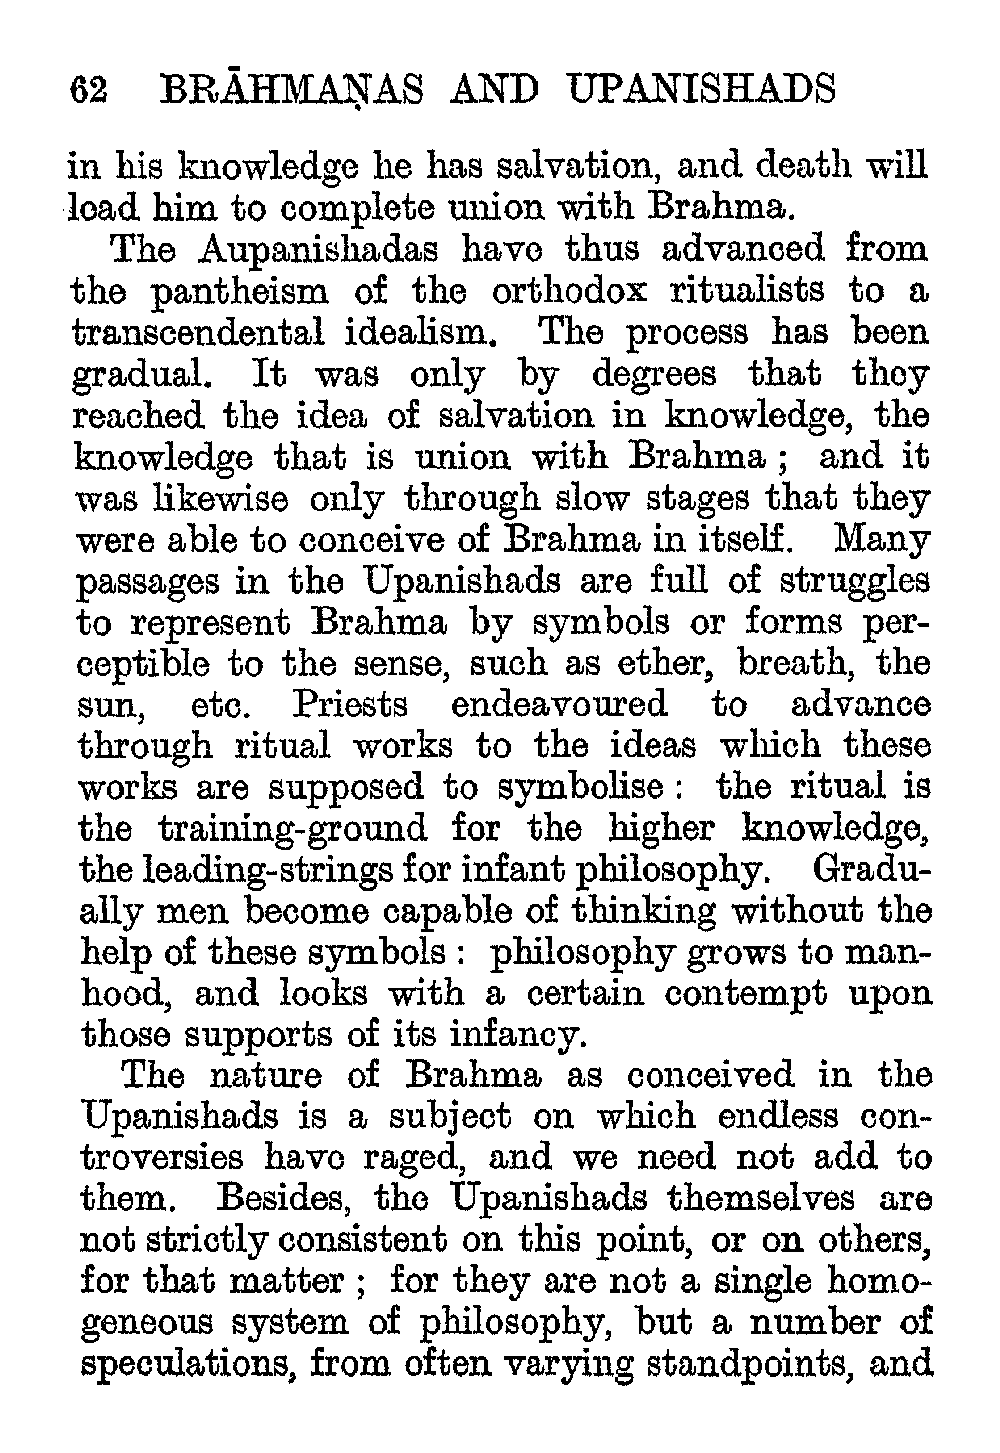 62 BRĀHMAṆAS AND UPANISHADS
in his knowledge he has salvation, and death will
lead him to complete union with Brahma.
The Aupanishadas have thus advanced from
the pantheism of the orthodox ritualists to a
transcendental idealism. The process has been
gradual. It was only by degrees that they
reached the idea of salvation in knowledge, the
knowledge that is union with Brahma ; and it
was likewise only through slow stages that they
were able to conceive of Brahma in itself. Many
passages in the Upanishads are full of struggles
to represent Brahma by symbols or forms per-
ceptible to the sense, such as ether, breath, the
sun, etc. Priests endeavoured to advance
through ritual works to the ideas which these
works are supposed to symbolise : the ritual is
the training-ground for the higher knowledge,
the leading-strings for infant philosophy. Gradu-
ally men become capable of thinking without the
help of these symbols : philosophy grows to man-
hood, and looks with a certain contempt upon
those supports of its infancy.
The nature of Brahma as conceived in the
Upanishads is a subject on which endless con-
troversies have raged, and we need not add to
them. Besides, the Upanishads themselves are
not strictly consistent on this point, or on others,
for that matter ; for they are not a single homo-
geneous system of philosophy, but a number of
speculations, from often varying standpoints, and